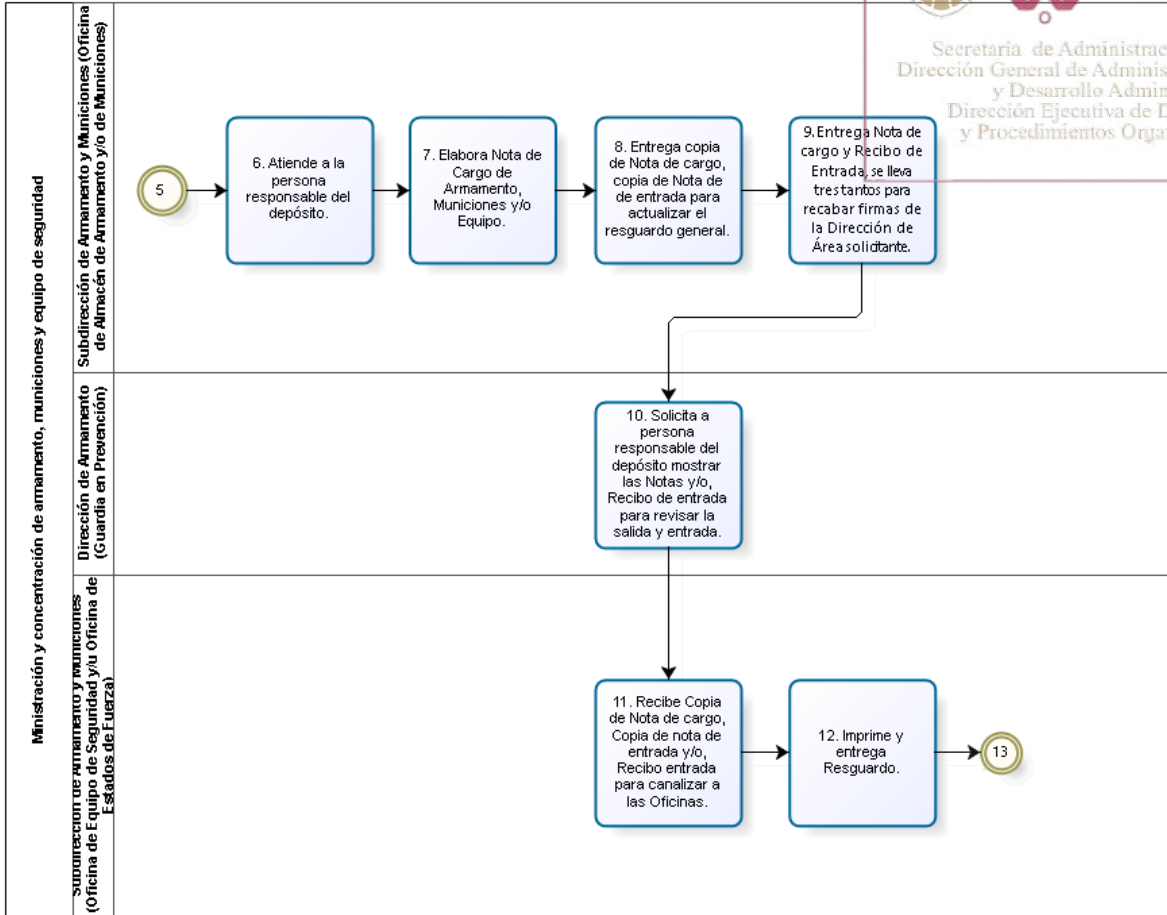 Secretaria de Administrac
Dirección General de Adminis
y Desarrollo Admin
Dirección Ejecutiva de D
y Procedimientos Orga
Ministración y concentración de armamento, municiones y equipo de seguridad
Subdirección de Armamento y Municiones (Oficina
de Almacén de Armamento y/o de Municiones)
5
6. Atiende a la
persona
responsable del
depósito.
7. Elabora Nota de
Cargo de
Armamento,
Municiones y/o
Equipo.
8. Entrega copia
de Nota de cargo,
copia de Nota de
de entrada para
actualizar el
resguardo general.
9. Entrega Nota de
cargo y Recibo de
Entrada, se lleva
tres tantos para
recabar firmas de
la Dirección de
Área solicitante.
Dirección de Armamento
(Guardia en Prevención)
10. Solicita a
persona
responsable del
depósito mostrar
las Notas y/o,
Recibo de entrada
para revisar la
salida y entrada.
Subdirección de Armamento y Municiones
(Oficina de Equipo de Seguridad y/u Oficina de
Estados de Fuerza)
11. Recibe Copia
de Nota de cargo,
Copia de nota de
entrada y/o,
Recibo entrada
para canalizar a
las Oficinas.
12. Imprime y
entrega
Resguardo.
13